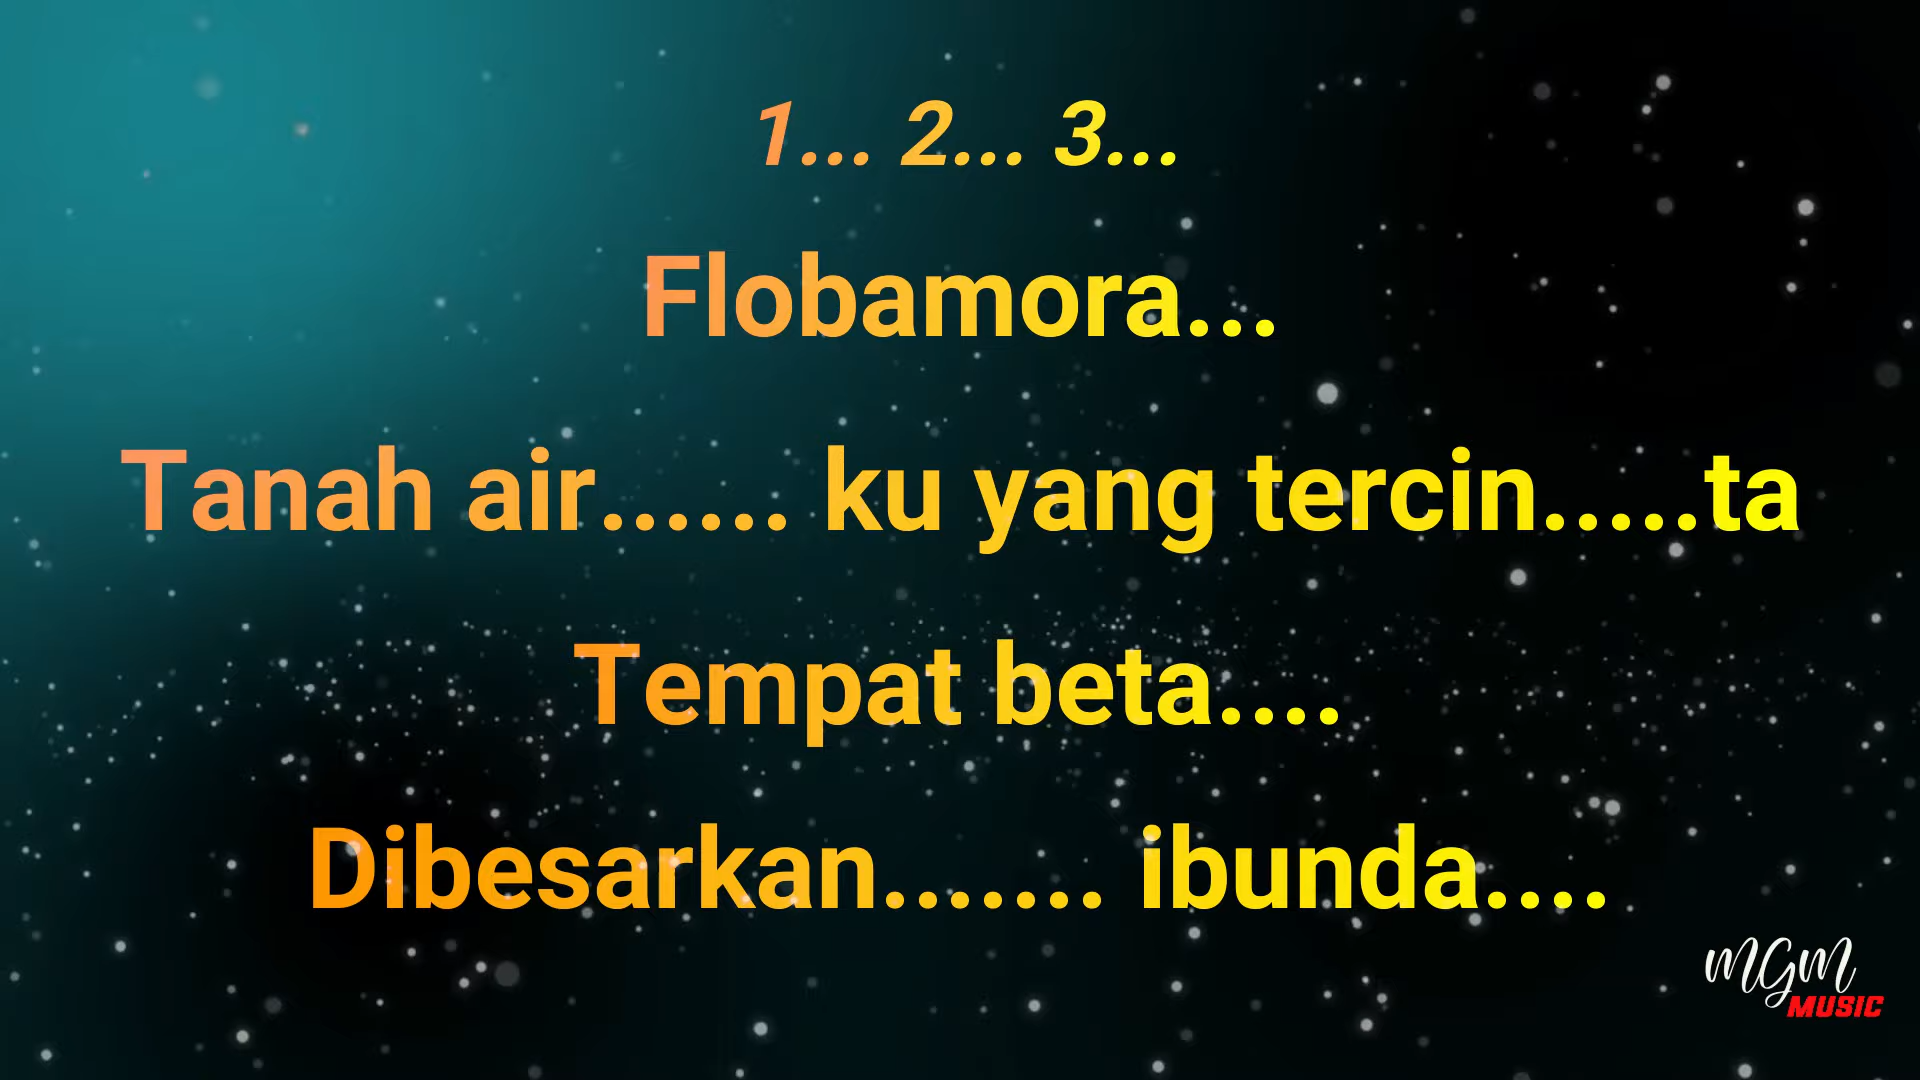 1... 2... 3...
Flobamora...
Tanah air...... ku yang tercin.....ta
Tempat beta....
Dibesarkan....... ibunda....
MGM
MUSIC